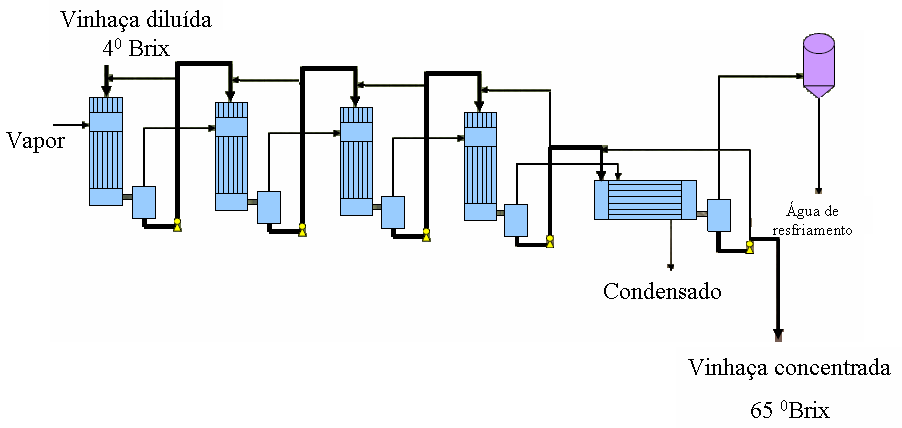 Vinhaça diluída
4⁰ Brix
Vapor
Água de
resfriamento
Condensado
Vinhaça concentrada
65 ⁰Brix